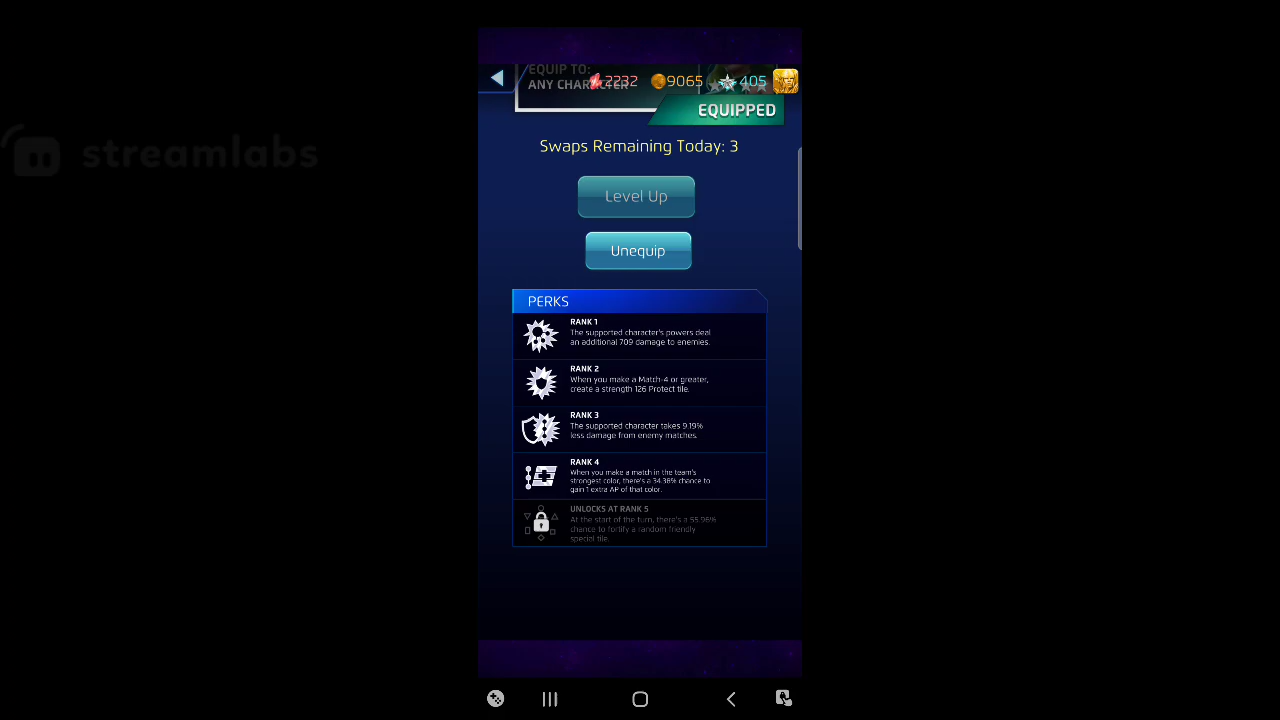 EQUIP TO:
ANY CHARACTER
2232
9065
405
EQUIPPED
streamlabs
Swaps Remaining Today: 3
Level Up
Unequip
PERKS
RANK 1
The supported character's powers deal
an additional 709 damage to enemies.
RANK 2
When you make a Match-4 or greater,
create a strength 126 Protect tile.
RANK 3
The supported character takes 9.19%
less damage from enemy matches.
RANK 4
When you make a match in the team's
strongest color, there's a 34.38% chance to
gain 1 extra AP of that color.
UNLOCKS AT RANK 5
At the start of the turn, there's a 55.96%
chance to fortify a random friendly
special tile.